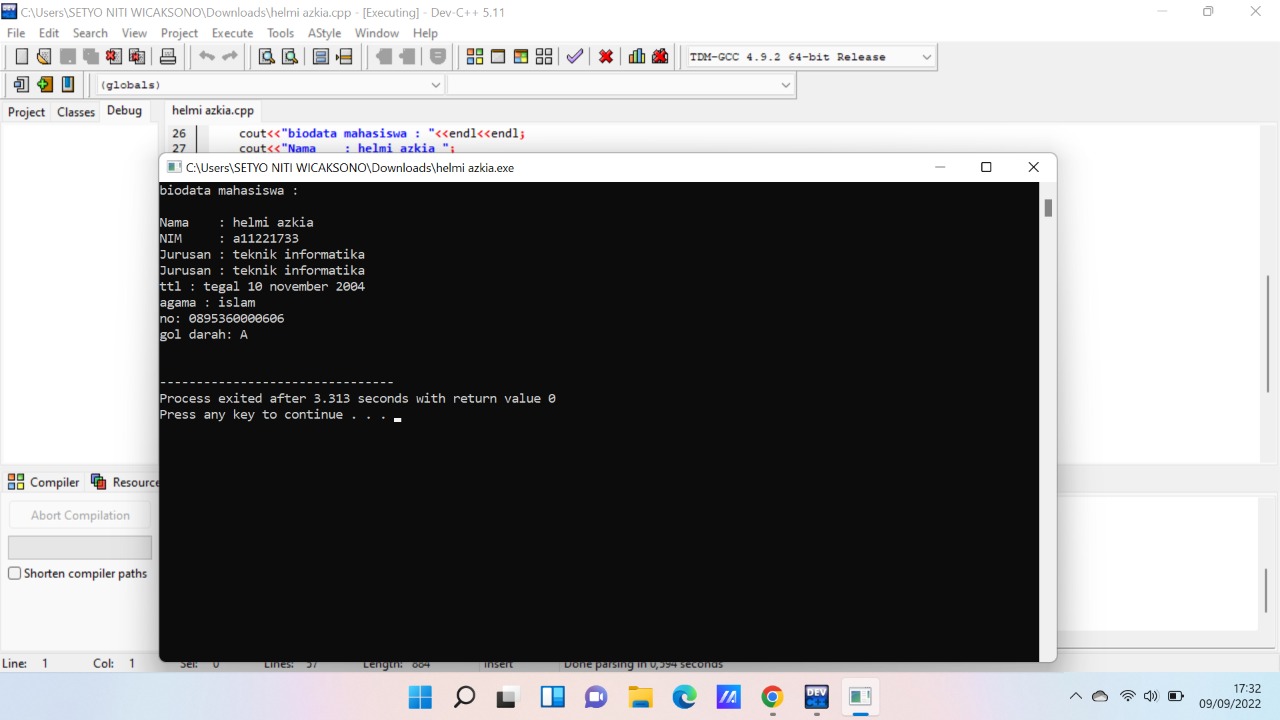 C:\Users\SETYO NITI WICAKSONO\Downloads\helmi azkia.cpp - [Executing] - Dev-C++ 5.11
File Edit Search View Project Execute Tools AStyle Window Help
TDM-GCC 4.9.2 64-bit Release
(globals)
Project Classes Debug helmi azkia.cpp
26 cout<<"biodata mahasiswa : "<<endl<<endl;
27 cout<<"Nama    : helmi azkia ";
C:\Users\SETYO NITI WICAKSONO\Downloads\helmi azkia.exe
biodata mahasiswa :
Nama    : helmi azkia
NIM     : a11221733
Jurusan : teknik informatika
Jurusan : teknik informatika
ttl : tegal 10 november 2004
agama : islam
no: 0895360000606
gol darah: A
--------------------------------
Process exited after 3.313 seconds with return value 0
Press any key to continue . . .
Compiler Resource
Abort Compilation
Shorten compiler paths
Line: 1 Col: 1 Sel: 0 Lines: 37 Length: 884 Insert Done parsing in 0,594 seconds
DEV
17:32
09/09/2022